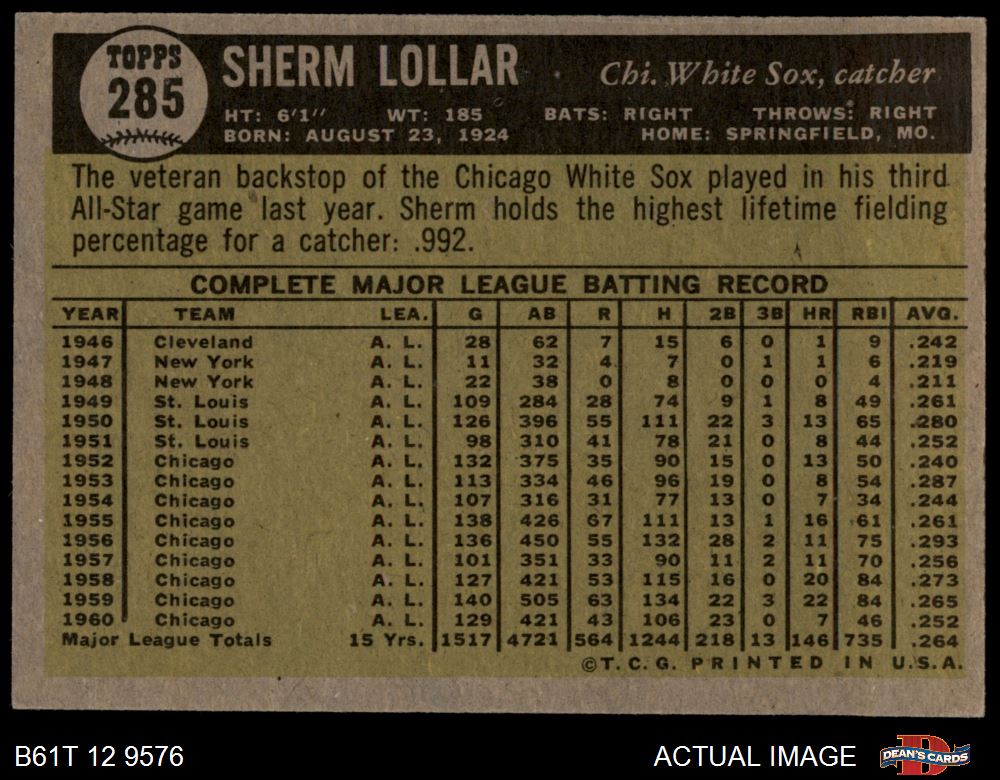 TOPPS
285
SHERM LOLLAR
Chi. White Sox, catcher
HT: 6'1" WT: 185 BATS: RIGHT THROWS: RIGHT
BORN: AUGUST 23, 1924 HOME: SPRINGFIELD, MO.
The veteran backstop of the Chicago White Sox played in his third
All-Star game last year. Sherm holds the highest lifetime fielding
percentage for a catcher: .992.
COMPLETE MAJOR LEAGUE BATTING RECORD
YEAR TEAM LEA. G AB R H 2B 3B HR RBI AVG.
1946 Cleveland A. L. 28 62 7 15 6 0 1 9 .242
1947 New York A. L. 11 32 4 7 0 1 1 6 .219
1948 New York A. L. 22 38 0 8 0 0 0 4 .211
1949 St. Louis A. L. 109 284 28 74 9 1 8 49 .261
1950 St. Louis A. L. 126 396 55 111 22 3 13 65 .280
1951 St. Louis A. L. 98 310 41 78 21 0 8 44 .252
1952 Chicago A. L. 132 375 35 90 15 0 13 50 .240
1953 Chicago A. L. 113 334 46 96 19 0 8 54 .287
1954 Chicago A. L. 107 316 31 77 13 0 7 34 .244
1955 Chicago A. L. 138 426 67 111 13 1 16 61 .261
1956 Chicago A. L. 136 450 55 132 28 2 11 75 .293
1957 Chicago A. L. 101 351 33 90 11 2 11 70 .256
1958 Chicago A. L. 127 421 53 115 16 0 20 84 .273
1959 Chicago A. L. 140 505 63 134 22 3 22 84 .265
1960 Chicago A. L. 129 421 43 106 23 0 7 46 .252
Major League Totals 15 Yrs. 1517 4721 564 1244 218 13 146 735 .264
©T.C.G. PRINTED IN U.S.A.
B61T 12 9576 ACTUAL IMAGE DEAN'S CARDS